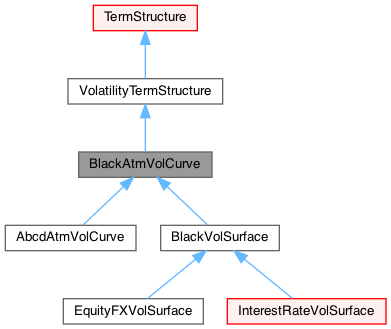 TermStructure
VolatilityTermStructure
BlackAtmVolCurve
AbcdAtmVolCurve
BlackVolSurface
EquityFXVolSurface
InterestRateVolSurface